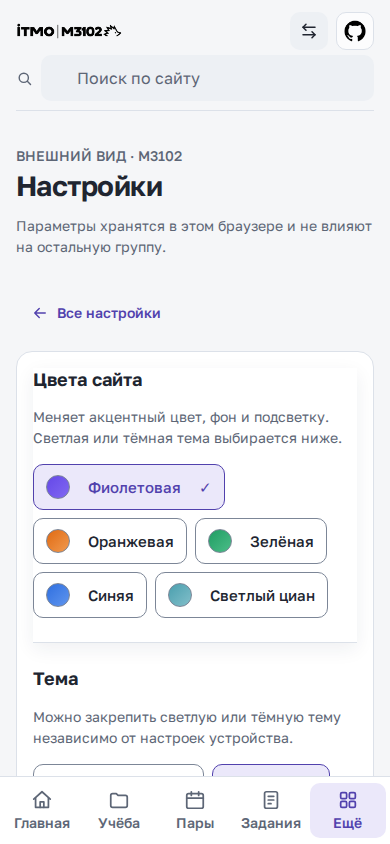 iTMO | M3102
Поиск по сайту
ВНЕШНИЙ ВИД · M3102
Настройки
Параметры хранятся в этом браузере и не влияют
на остальную группу.
← Все настройки
Цвета сайта
Меняет акцентный цвет, фон и подсветку.
Светлая или тёмная тема выбирается ниже.
Фиолетовая ✓
Оранжевая
Зелёная
Синяя
Светлый циан
Тема
Можно закрепить светлую или тёмную тему
независимо от настроек устройства.
Главная
Учёба
Пары
Задания
Ещё